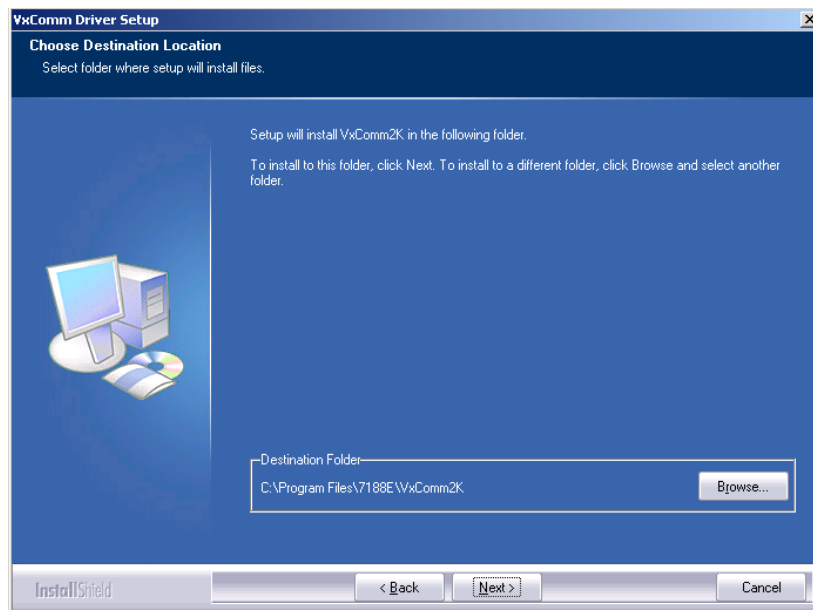 VxComm Driver Setup
Choose Destination Location
Select folder where setup will install files.
Setup will install VxComm2K in the following folder.
To install to this folder, click Next. To install to a different folder, click Browse and select another
folder.
Destination Folder
C:\Program Files\7188E\VxComm2K
Browse...
InstallShield
< Back
Next >
Cancel